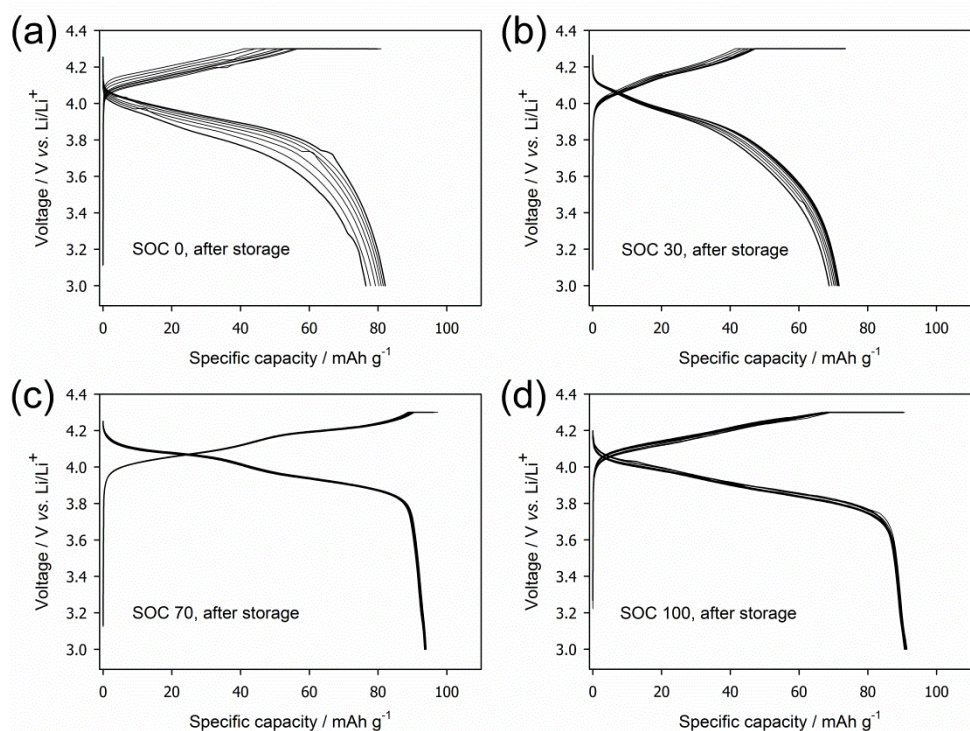 (a)
4.4
4.2
4.0
3.8
3.6
3.4
3.2
3.0
Voltage / V vs. Li/Li⁺
SOC 0, after storage
0 20 40 60 80 100
Specific capacity / mAh g⁻¹
(b)
4.4
4.2
4.0
3.8
3.6
3.4
3.2
3.0
Voltage / V vs. Li/Li⁺
SOC 30, after storage
0 20 40 60 80 100
Specific capacity / mAh g⁻¹
(c)
4.4
4.2
4.0
3.8
3.6
3.4
3.2
3.0
Voltage / V vs. Li/Li⁺
SOC 70, after storage
0 20 40 60 80 100
Specific capacity / mAh g⁻¹
(d)
4.4
4.2
4.0
3.8
3.6
3.4
3.2
3.0
Voltage / V vs. Li/Li⁺
SOC 100, after storage
0 20 40 60 80 100
Specific capacity / mAh g⁻¹